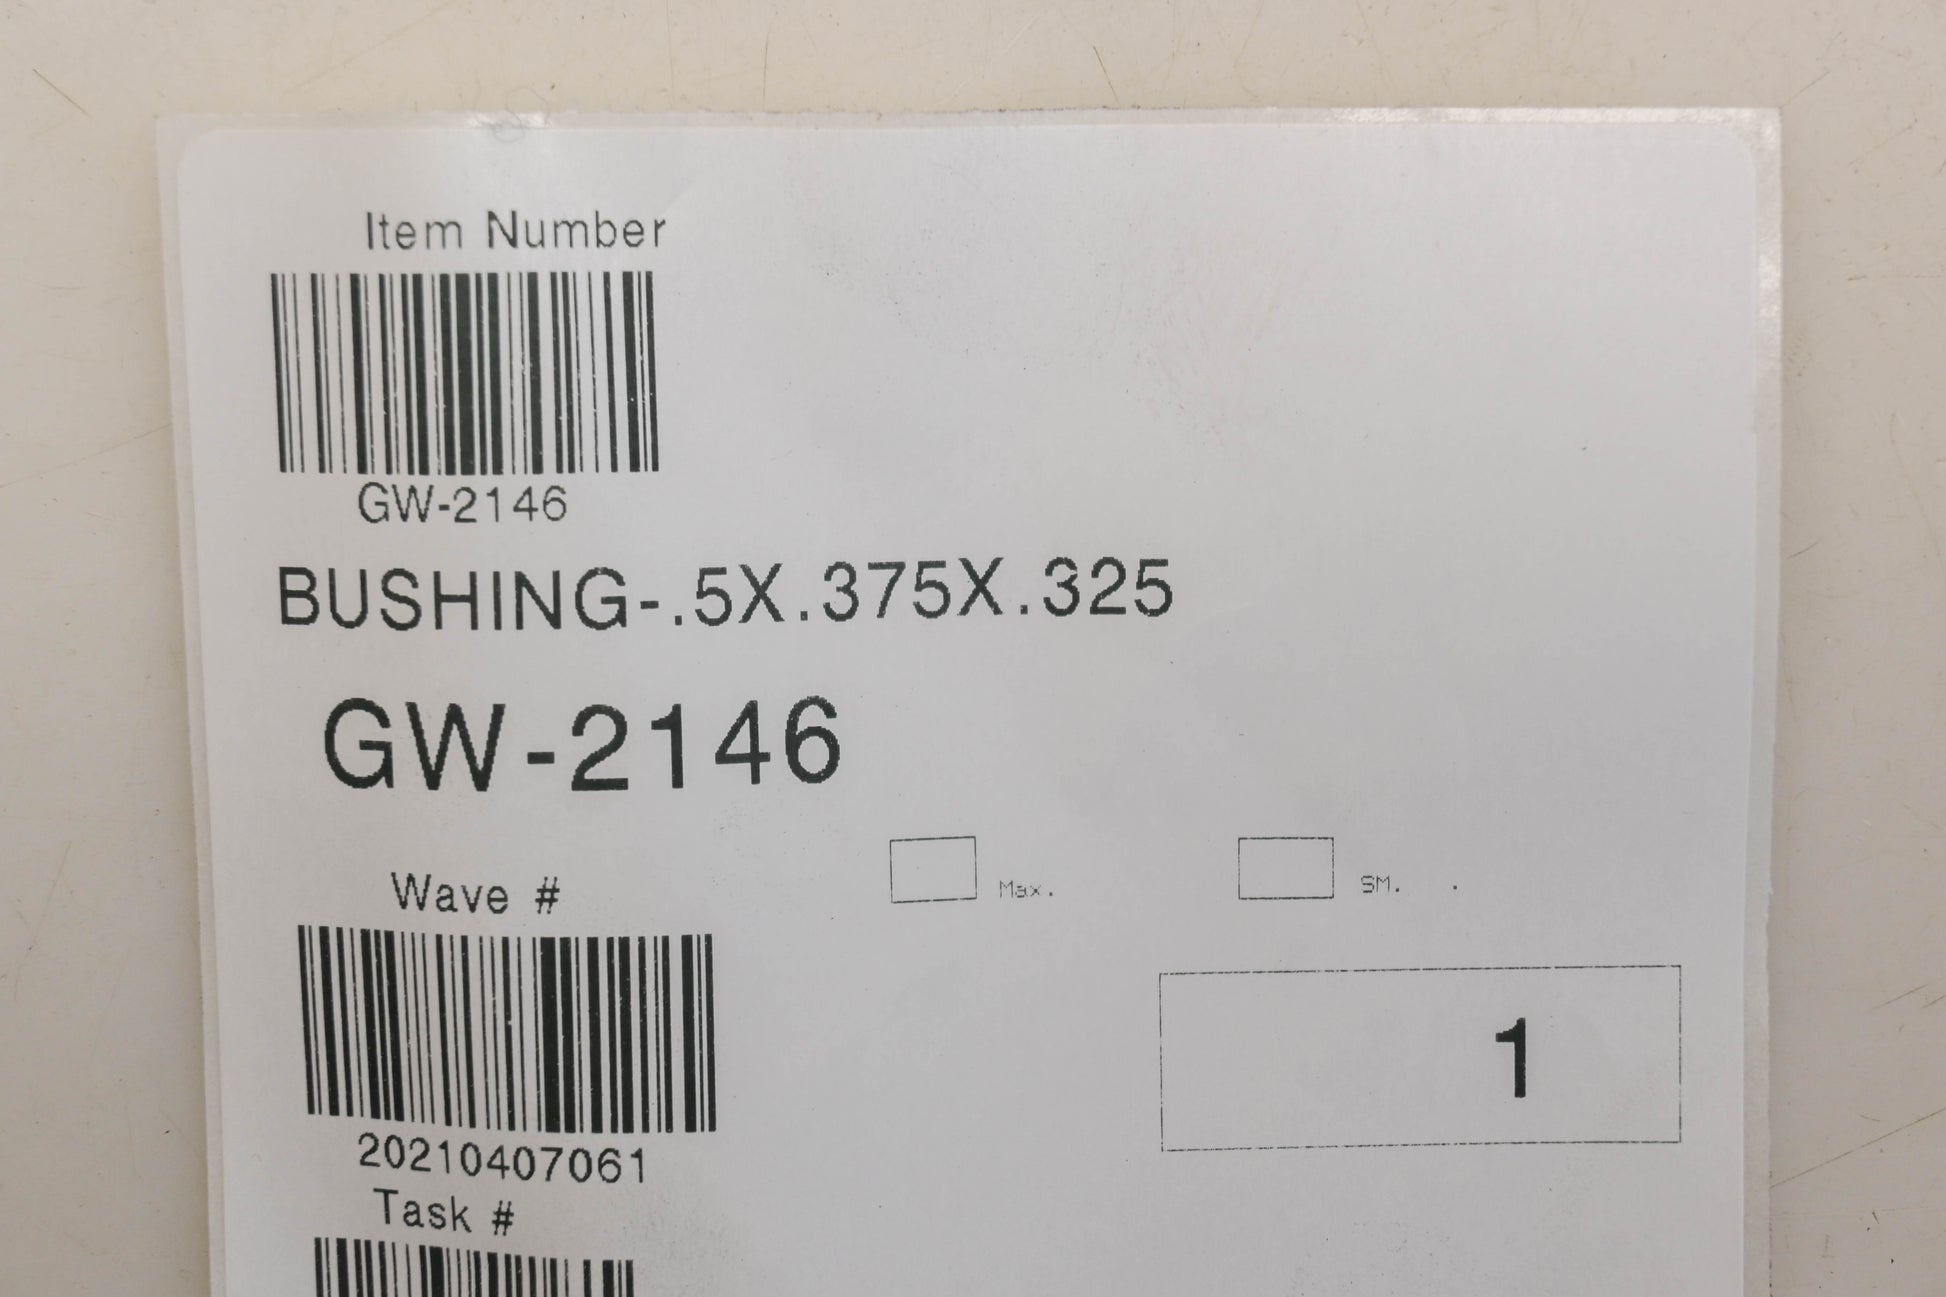 Item Number
GW-2146
BUSHING-.5X.375X.325
GW-2146
Max.
SM. .
Wave #
1
20210407061
Task #